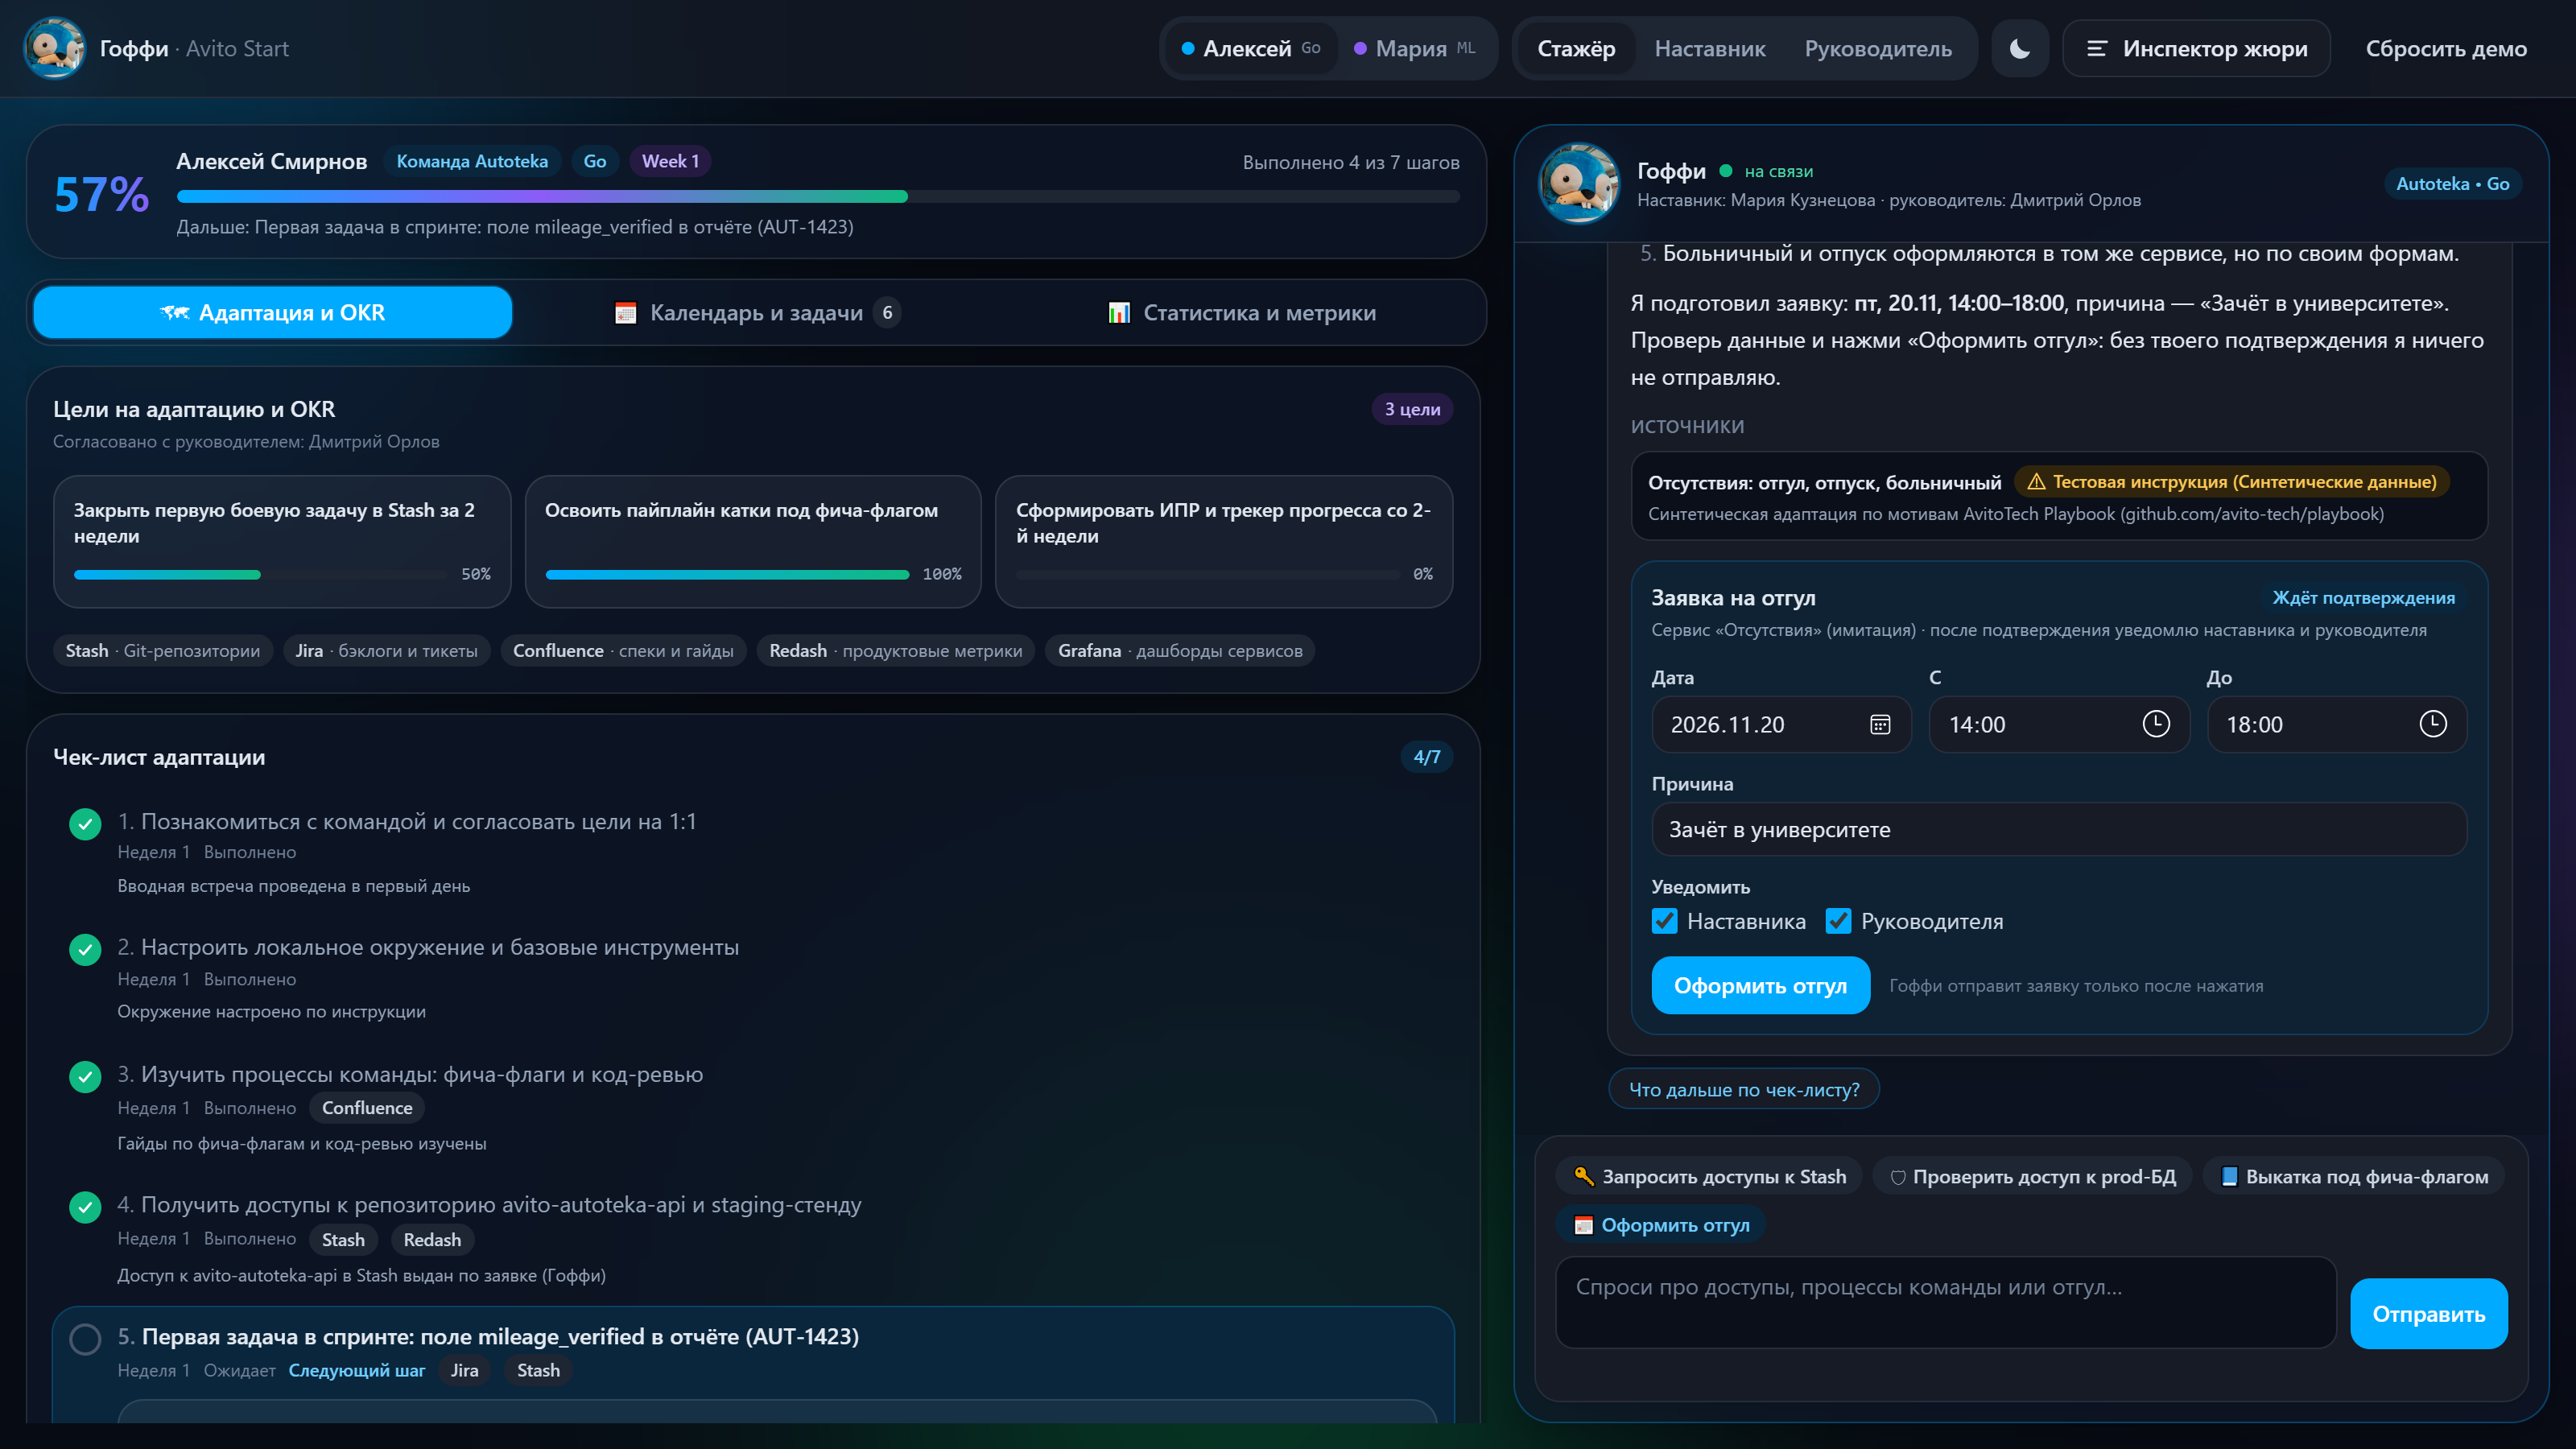 Гоффи · Avito Start
Алексей Go
Мария ML
Стажёр
Наставник
Руководитель
Инспектор жюри
Сбросить демо
57%
Алексей Смирнов
Команда Autoteka
Go
Week 1
Выполнено 4 из 7 шагов
Дальше: Первая задача в спринте: поле mileage_verified в отчёте (AUT-1423)
Адаптация и OKR
Календарь и задачи 6
Статистика и метрики
Цели на адаптацию и OKR
3 цели
Согласовано с руководителем: Дмитрий Орлов
Закрыть первую боевую задачу в Stash за 2
недели
50%
Освоить пайплайн катки под фича-флагом
100%
Сформировать ИПР и трекер прогресса со 2-
й недели
0%
Stash · Git-репозитории
Jira · бэклоги и тикеты
Confluence · спеки и гайды
Redash · продуктовые метрики
Grafana · дашборды сервисов
Чек-лист адаптации
4/7
1. Познакомиться с командой и согласовать цели на 1:1
Неделя 1 Выполнено
Вводная встреча проведена в первый день
2. Настроить локальное окружение и базовые инструменты
Неделя 1 Выполнено
Окружение настроено по инструкции
3. Изучить процессы команды: фича-флаги и код-ревью
Неделя 1 Выполнено Confluence
Гайды по фича-флагам и код-ревью изучены
4. Получить доступы к репозиторию avito-autoteka-api и staging-стенду
Неделя 1 Выполнено Stash Redash
Доступ к avito-autoteka-api в Stash выдан по заявке (Гоффи)
5. Первая задача в спринте: поле mileage_verified в отчёте (AUT-1423)
Неделя 1 Ожидает Следующий шаг Jira Stash
Гоффи на связи
Наставник: Мария Кузнецова · руководитель: Дмитрий Орлов
Autoteka • Go
5. Больничный и отпуск оформляются в том же сервисе, но по своим формам.
Я подготовил заявку: пт, 20.11, 14:00–18:00, причина — «Зачёт в университете».
Проверь данные и нажми «Оформить отгул»: без твоего подтверждения я ничего
не отправляю.
ИСТОЧНИКИ
Отсутствия: отгул, отпуск, больничный
Тестовая инструкция (Синтетические данные)
Синтетическая адаптация по мотивам AvitoTech Playbook (github.com/avito-tech/playbook)
Заявка на отгул
Ждёт подтверждения
Сервис «Отсутствия» (имитация) · после подтверждения уведомлю наставника и руководителя
Дата
С
До
2026.11.20
14:00
18:00
Причина
Зачёт в университете
Уведомить
Наставника
Руководителя
Оформить отгул
Гоффи отправит заявку только после нажатия
Что дальше по чек-листу?
Запросить доступы к Stash
Проверить доступ к prod-БД
Выкатка под фича-флагом
Оформить отгул
Спроси про доступы, процессы команды или отгул...
Отправить